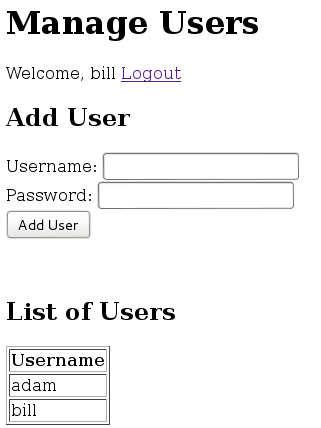 Manage Users
Welcome, bill Logout
Add User
Username:
Password:
Add User
List of Users
Username
adam
bill